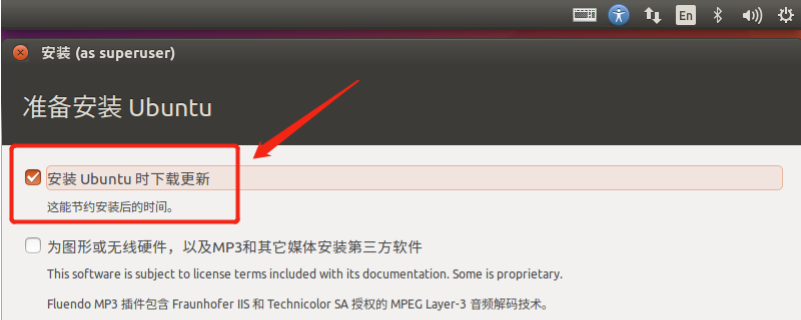 En
安装 (as superuser)
准备安装 Ubuntu
安装 Ubuntu 时下载更新
这能节约安装后的时间。
为图形或无线硬件，以及MP3和其它媒体安装第三方软件
This software is subject to license terms included with its documentation. Some is proprietary.
Fluendo MP3 插件包含 Fraunhofer IIS 和 Technicolor SA 授权的 MPEG Layer-3 音频解码技术。